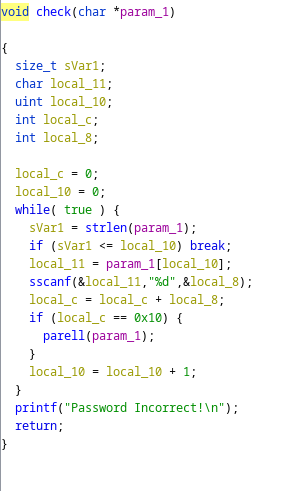 void check(char *param_1)
{
size_t sVar1;
char local_11;
uint local_10;
int local_c;
int local_8;
local_c = 0;
local_10 = 0;
while( true ) {
sVar1 = strlen(param_1);
if (sVar1 <= local_10) break;
local_11 = param_1[local_10];
sscanf(&local_11,"%d",&local_8);
local_c = local_c + local_8;
if (local_c == 0x10) {
parell(param_1);
}
local_10 = local_10 + 1;
}
printf("Password Incorrect!\n");
return;
}